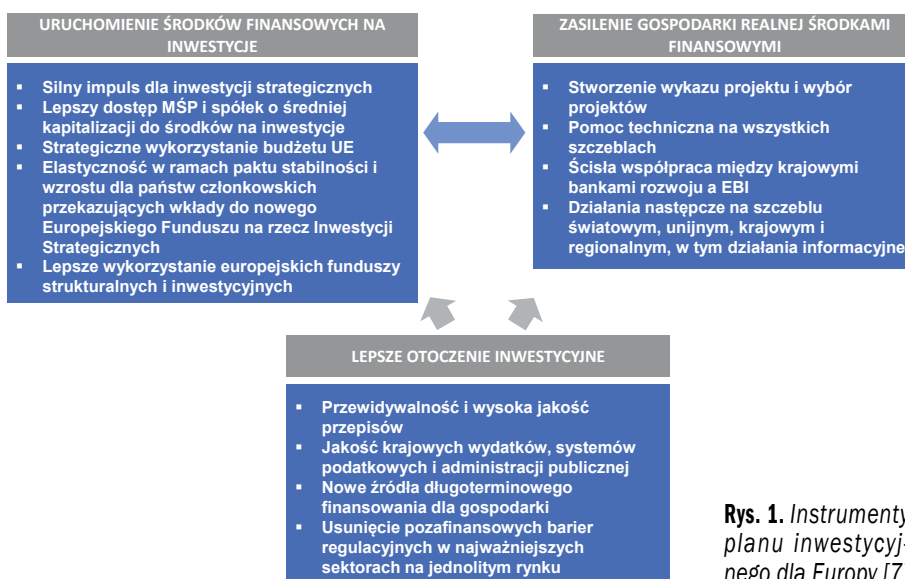 URUCHOMIENIE ŚRODKÓW FINANSOWYCH NA
INWESTYCJE
▪ Silny impuls dla inwestycji strategicznych
▪ Lepszy dostęp MŚP i spółek o średniej
kapitalizacji do środków na inwestycje
▪ Strategiczne wykorzystanie budżetu UE
▪ Elastyczność w ramach paktu stabilności i
wzrostu dla państw członkowskich
przekazujących wkłady do nowego
Europejskiego Funduszu na rzecz Inwestycji
Strategicznych
▪ Lepsze wykorzystanie europejskich funduszy
strukturalnych i inwestycyjnych
ZASILENIE GOSPODARKI REALNEJ ŚRODKAMI
FINANSOWYMI
▪ Stworzenie wykazu projektu i wybór
projektów
▪ Pomoc techniczna na wszystkich
szczeblach
▪ Ścisła współpraca między krajowymi
bankami rozwoju a EBI
▪ Działania następcze na szczeblu
światowym, unijnym, krajowym i
regionalnym, w tym działania informacyjne
LEPSZE OTOCZENIE INWESTYCYJNE
▪ Przewidywalność i wysoka jakość
przepisów
▪ Jakość krajowych wydatków, systemów
podatkowych i administracji publicznej
▪ Nowe źródła długoterminowego
finansowania dla gospodarki
▪ Usunięcie pozafinansowych barier
regulacyjnych w najważniejszych
sektorach na jednolitym rynku
Rys. 1. Instrumenty
planu inwestycyj-
nego dla Europy [7]